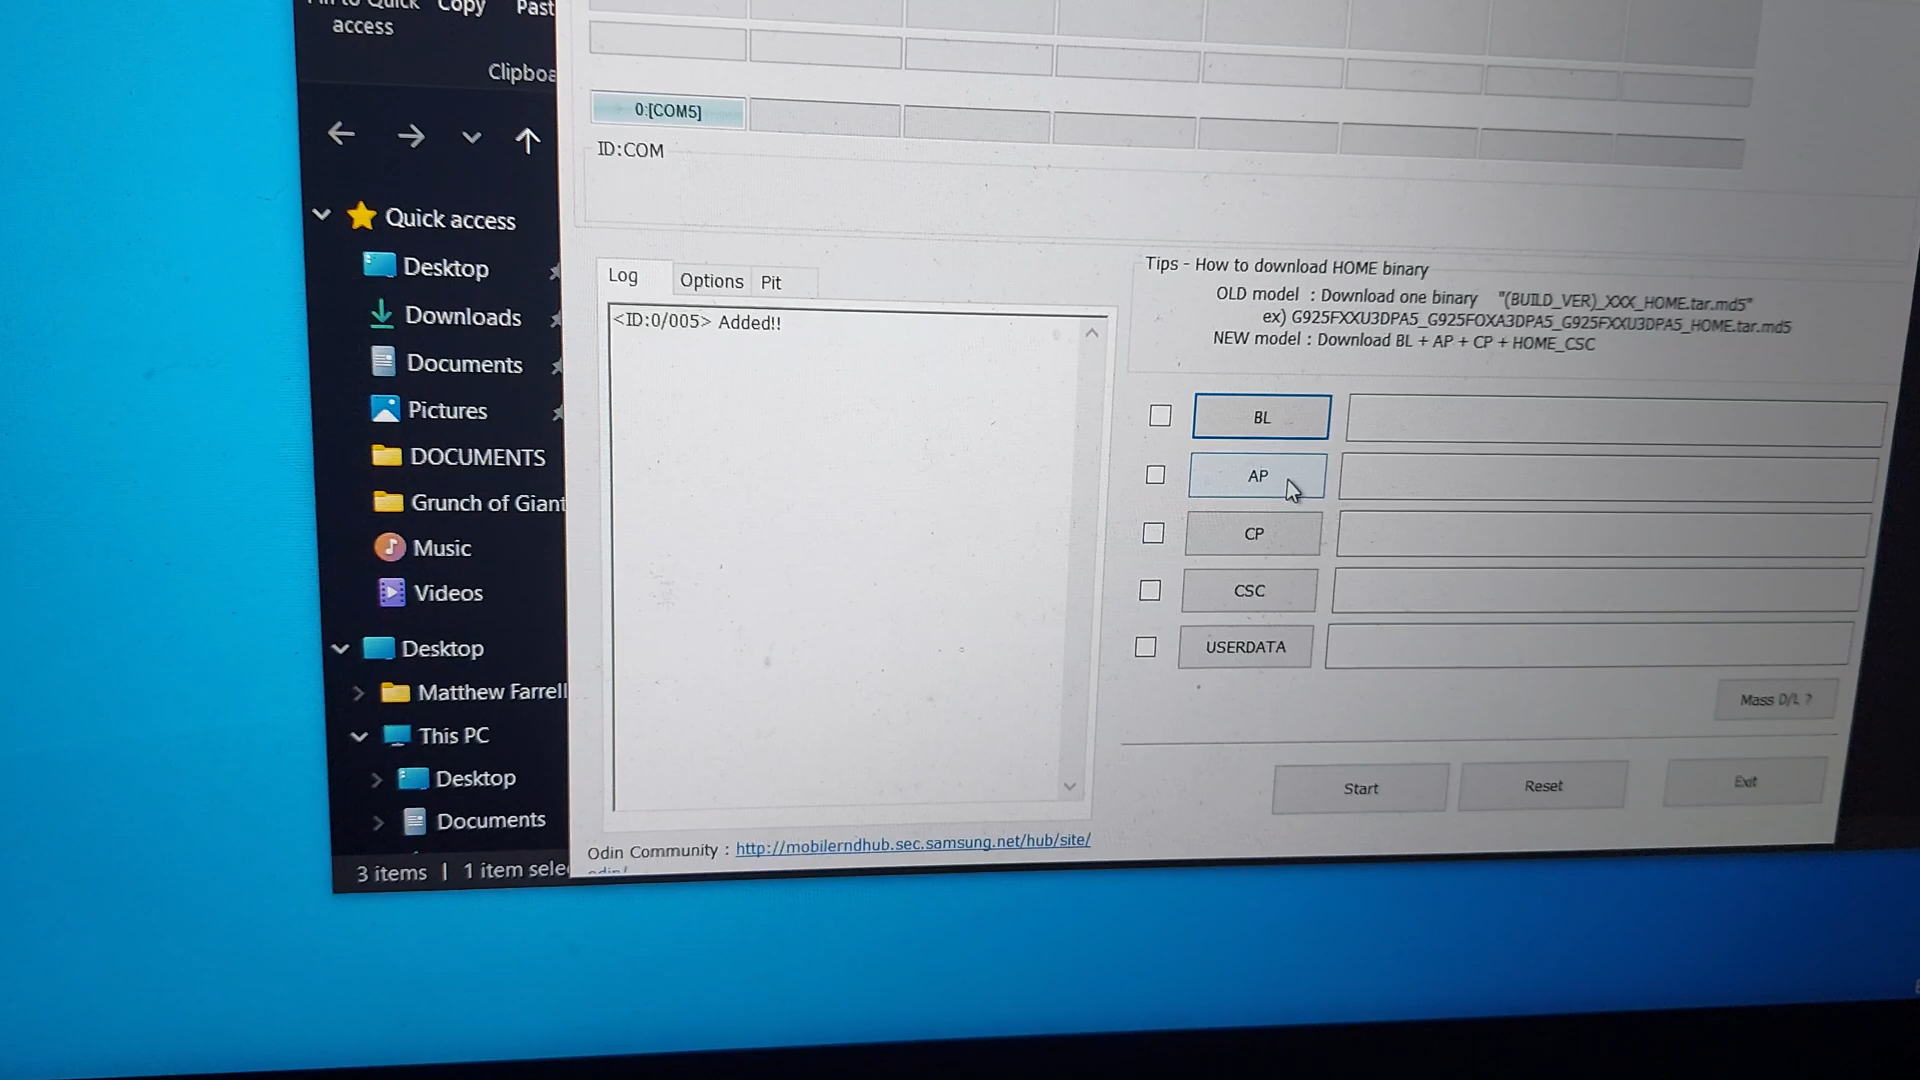 Copy
Past
access
Clipboa
0:[COM5]
ID:COM
Quick access
Desktop
Downloads
Documents
Pictures
DOCUMENTS
Grunch of Giant
Music
Videos
Desktop
Matthew Farrell
This PC
Desktop
Documents
3 items | 1 item sele
Log
Options
Pit
<ID:0/005> Added!!
Tips - How to download HOME binary
OLD model : Download one binary "(BUILD_VER)_XXX_HOME.tar.md5"
ex) G925FXXU3DPA5_G925FOXA3DPA5_G925FXXU3DPA5_HOME.tar.md5
NEW model : Download BL + AP + CP + HOME_CSC
BL
AP
CP
CSC
USERDATA
Mass D/L ?
Start
Reset
Exit
Odin Community : http://mobilerndhub.sec.samsung.net/hub/site/